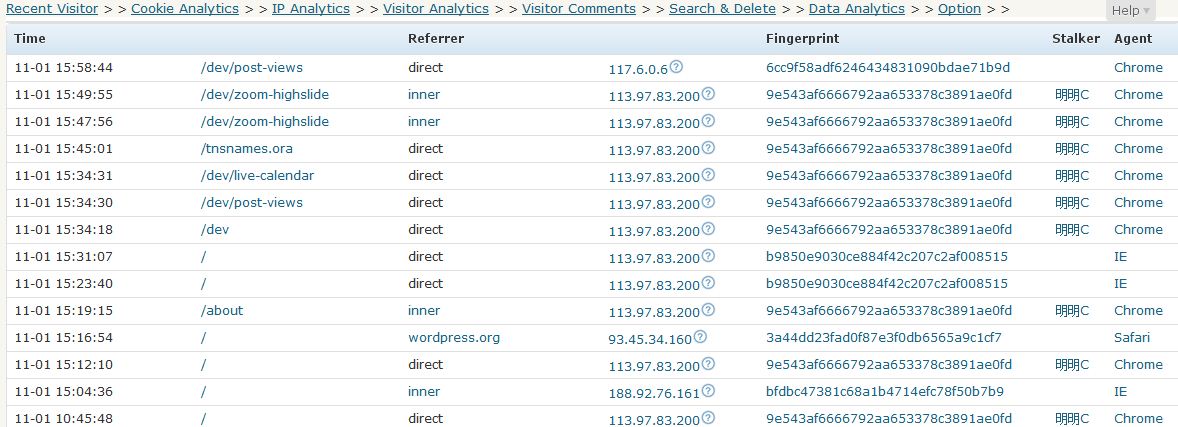 Recent Visitor > > Cookie Analytics > > IP Analytics > > Visitor Analytics > > Visitor Comments > > Search & Delete > > Data Analytics > > Option > > Help ▾
Time Referrer Fingerprint Stalker Agent
11-01 15:58:44 /dev/post-views direct 117.6.0.6 ? 6cc9f58adf6246434831090bdae71b9d Chrome
11-01 15:49:55 /dev/zoom-highslide inner 113.97.83.200 ? 9e543af6666792aa653378c3891ae0fd 明明C Chrome
11-01 15:47:56 /dev/zoom-highslide inner 113.97.83.200 ? 9e543af6666792aa653378c3891ae0fd 明明C Chrome
11-01 15:45:01 /tnsnames.ora direct 113.97.83.200 ? 9e543af6666792aa653378c3891ae0fd 明明C Chrome
11-01 15:34:31 /dev/live-calendar direct 113.97.83.200 ? 9e543af6666792aa653378c3891ae0fd 明明C Chrome
11-01 15:34:30 /dev/post-views direct 113.97.83.200 ? 9e543af6666792aa653378c3891ae0fd 明明C Chrome
11-01 15:34:18 /dev direct 113.97.83.200 ? 9e543af6666792aa653378c3891ae0fd 明明C Chrome
11-01 15:31:07 / direct 113.97.83.200 ? b9850e9030ce884f42c207c2af008515 IE
11-01 15:23:40 / direct 113.97.83.200 ? b9850e9030ce884f42c207c2af008515 IE
11-01 15:19:15 /about inner 113.97.83.200 ? 9e543af6666792aa653378c3891ae0fd 明明C Chrome
11-01 15:16:54 / wordpress.org 93.45.34.160 ? 3a44dd23fad0f87e3f0db6565a9c1cf7 Safari
11-01 15:12:10 / direct 113.97.83.200 ? 9e543af6666792aa653378c3891ae0fd 明明C Chrome
11-01 15:04:36 / inner 188.92.76.161 ? bfdbc47381c68a1b4714efc78f50b7b9 IE
11-01 10:45:48 / direct 113.97.83.200 ? 9e543af6666792aa653378c3891ae0fd 明明C Chrome